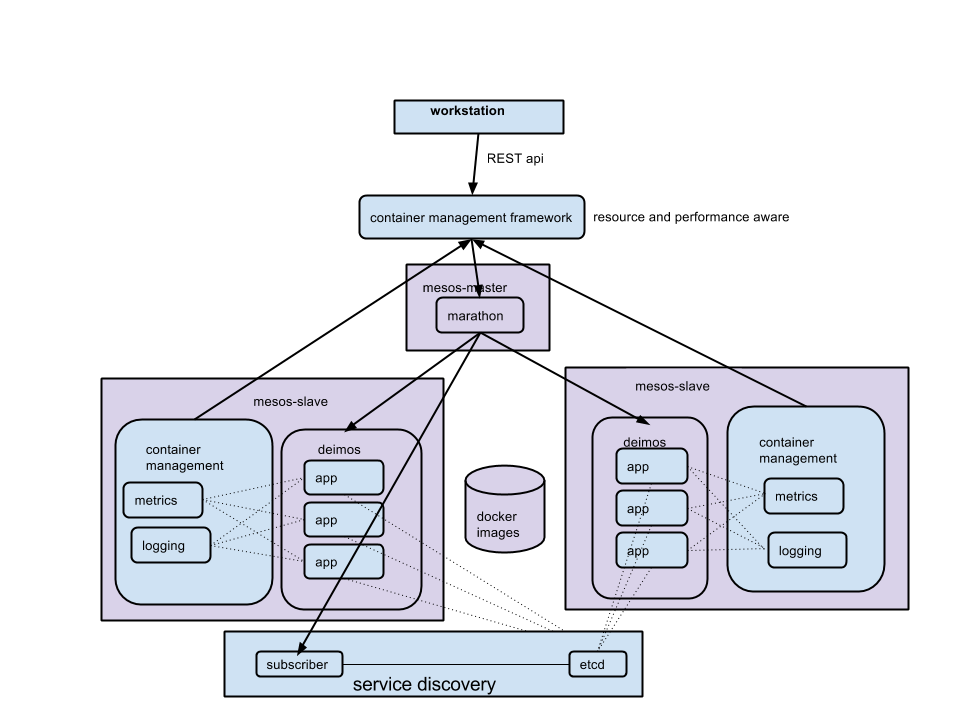 workstation
REST api
container management framework
resource and performance aware
mesos-master
marathon
mesos-slave
container
management
metrics
logging
deimos
app
app
app
docker
images
mesos-slave
deimos
app
app
app
container
management
metrics
logging
subscriber
etcd
service discovery